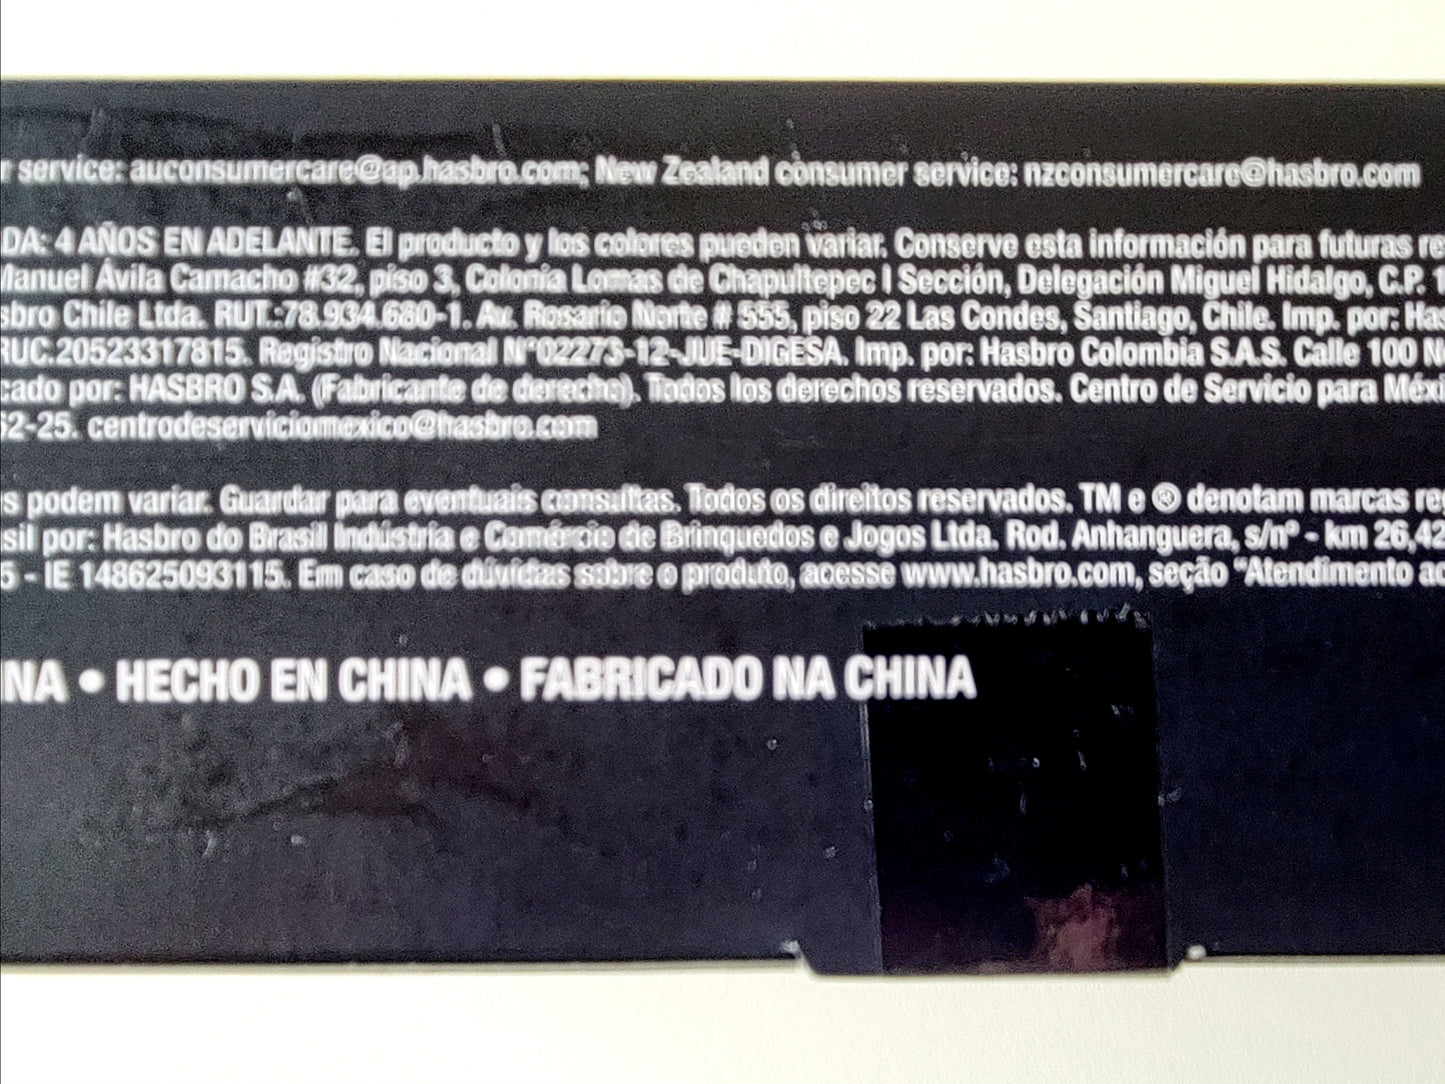 r service: auconsumercare@ap.hasbro.com; New Zealand consumer service: nzconsumercare@hasbro.com
DA: 4 AÑOS EN ADELANTE. El producto y los colores pueden variar. Conserve esta información para futuras re
Manuel Ávila Camacho #32, piso 3, Colonia Lomas de Chapultepec I Sección, Delegación Miguel Hidalgo, C.P. 1
sbro Chile Ltda. RUT.:78.934.680-1. Av. Rosario Norte # 555, piso 22 Las Condes, Santiago, Chile. Imp. por: Has
RUC.20523317815. Registro Nacional N°02273-12-JUE-DIGESA. Imp. por: Hasbro Colombia S.A.S. Calle 100 N
cado por: HASBRO S.A. (Fabricante de derecho). Todos los derechos reservados. Centro de Servicio para Méxi
62-25. centrodeserviciomexico@hasbro.com
s podem variar. Guardar para eventuais consultas. Todos os direitos reservados. TM e ® denotam marcas reg
sil por: Hasbro do Brasil Indústria e Comércio de Brinquedos e Jogos Ltda. Rod. Anhanguera, s/nº - km 26,42
5 - IE 148625093115. Em caso de dúvidas sobre o produto, acesse www.hasbro.com, seção "Atendimento ao
NA • HECHO EN CHINA • FABRICADO NA CHINA